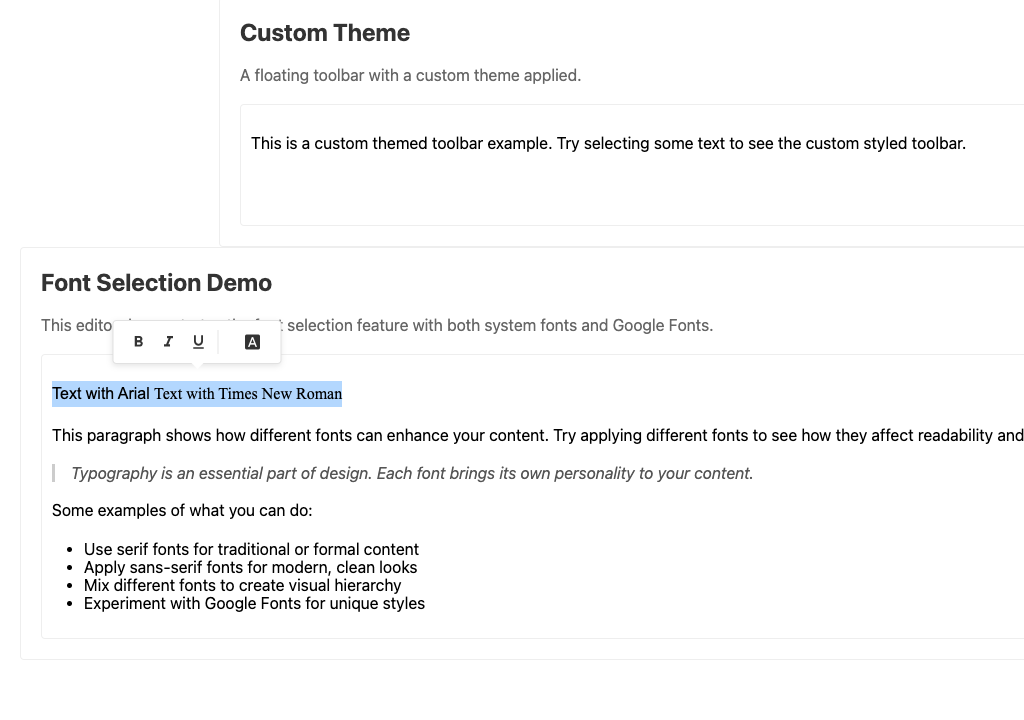 Custom Theme
A floating toolbar with a custom theme applied.
This is a custom themed toolbar example. Try selecting some text to see the custom styled toolbar.
Font Selection Demo
This selection feature with both system fonts and Google Fonts.
B I U A
Text with Arial Text with Times New Roman
This paragraph shows how different fonts can enhance your content. Try applying different fonts to see how they affect readability and
Typography is an essential part of design. Each font brings its own personality to your content.
Some examples of what you can do:
• Use serif fonts for traditional or formal content
• Apply sans-serif fonts for modern, clean looks
• Mix different fonts to create visual hierarchy
• Experiment with Google Fonts for unique styles